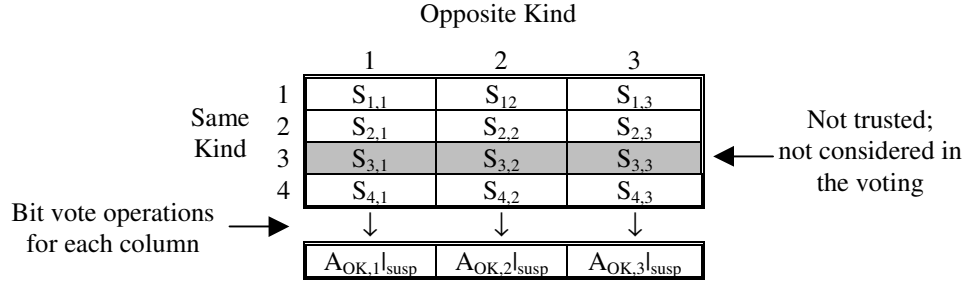 Opposite Kind
1 2 3
1 S1,1 S12 S1,3
Same
Kind
2 S2,1 S2,2 S2,3
3 S3,1 S3,2 S3,3
4 S4,1 S4,2 S4,3
Not trusted;
not considered in
the voting
Bit vote operations
for each column
↓ ↓ ↓
AOK,1|susp AOK,2|susp AOK,3|susp